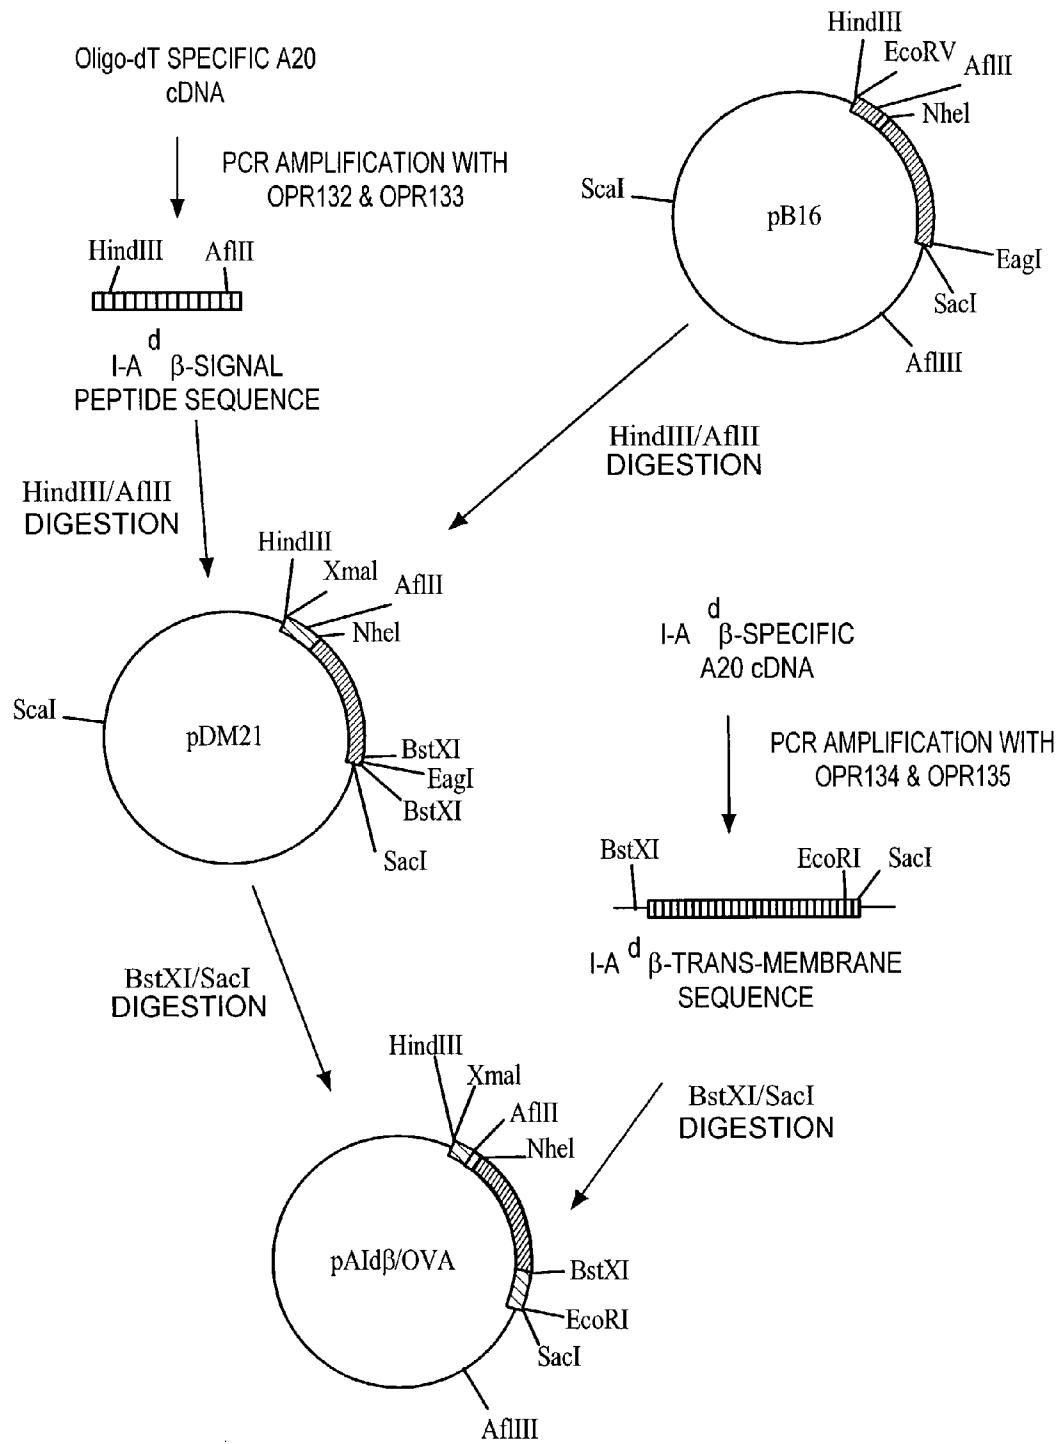 Oligo-dT SPECIFIC A20
cDNA
PCR AMPLIFICATION WITH
OPR132 & OPR133
HindIII
AflII
I-A d β-SIGNAL
PEPTIDE SEQUENCE
HindIII/AflII
DIGESTION
HindIII
EcoRV
AflII
NheI
ScaI
pB16
EagI
SacI
AflIII
HindIII/AflII
DIGESTION
HindIII
XmaI
AflII
NheI
ScaI
pDM21
BstXI
EagI
BstXI
SacI
I-A d β-SPECIFIC
A20 cDNA
PCR AMPLIFICATION WITH
OPR134 & OPR135
BstXI
EcoRI
SacI
I-A d β-TRANS-MEMBRANE
SEQUENCE
BstXI/SacI
DIGESTION
BstXI/SacI
DIGESTION
HindIII
XmaI
AflII
NheI
pAIdβ/OVA
BstXI
EcoRI
SacI
AflIII